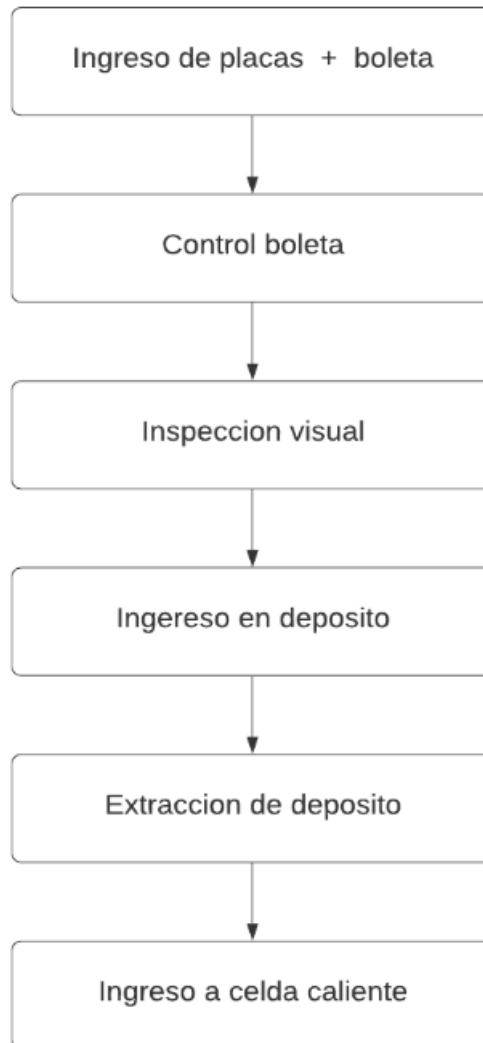 Ingreso de placas + boleta
Control boleta
Inspeccion visual
Ingereso en deposito
Extraccion de deposito
Ingreso a celda caliente